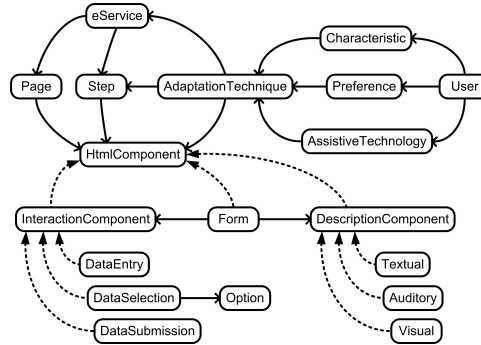 eService
Characteristic
Page
Step
AdaptationTechnique
Preference
User
AssistiveTechnology
HtmlComponent
InteractionComponent
Form
DescriptionComponent
DataEntry
Textual
DataSelection
Option
Auditory
DataSubmission
Visual